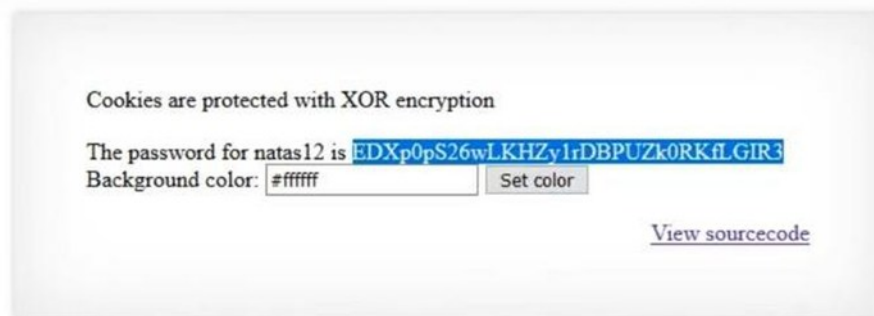 Cookies are protected with XOR encryption
The password for natas12 is EDXp0pS26wLKHZy1rDBPUZk0RKfLGIR3
Background color: #ffffff Set color
View sourcecode